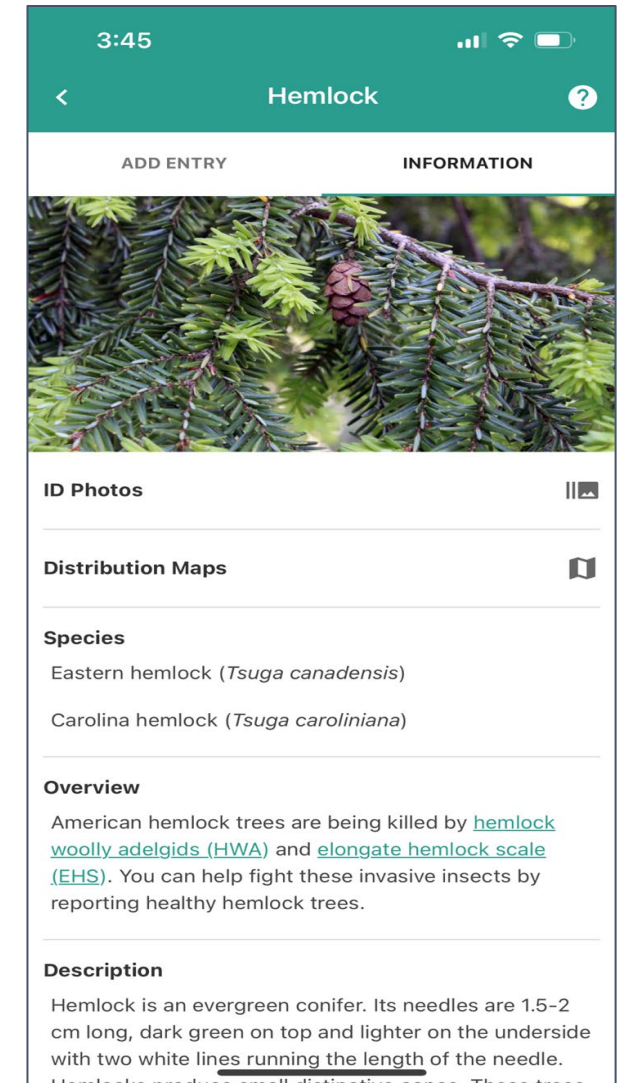 3:45
Hemlock
ADD ENTRY
INFORMATION
ID Photos
Distribution Maps
Species
Eastern hemlock (Tsuga canadensis)
Carolina hemlock (Tsuga caroliniana)
Overview
American hemlock trees are being killed by hemlock
woolly adelgids (HWA) and elongate hemlock scale
(EHS). You can help fight these invasive insects by
reporting healthy hemlock trees.
Description
Hemlock is an evergreen conifer. Its needles are 1.5-2
cm long, dark green on top and lighter on the underside
with two white lines running the length of the needle.